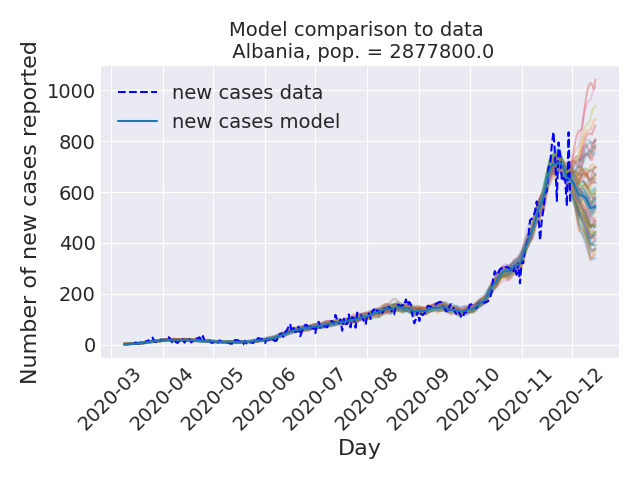 Model comparison to data
Albania, pop. = 2877800.0
Number of new cases reported
1000
800
600
400
200
0
new cases data
new cases model
2020-03
2020-04
2020-05
2020-06
2020-07
2020-08
2020-09
2020-10
2020-11
2020-12
Day